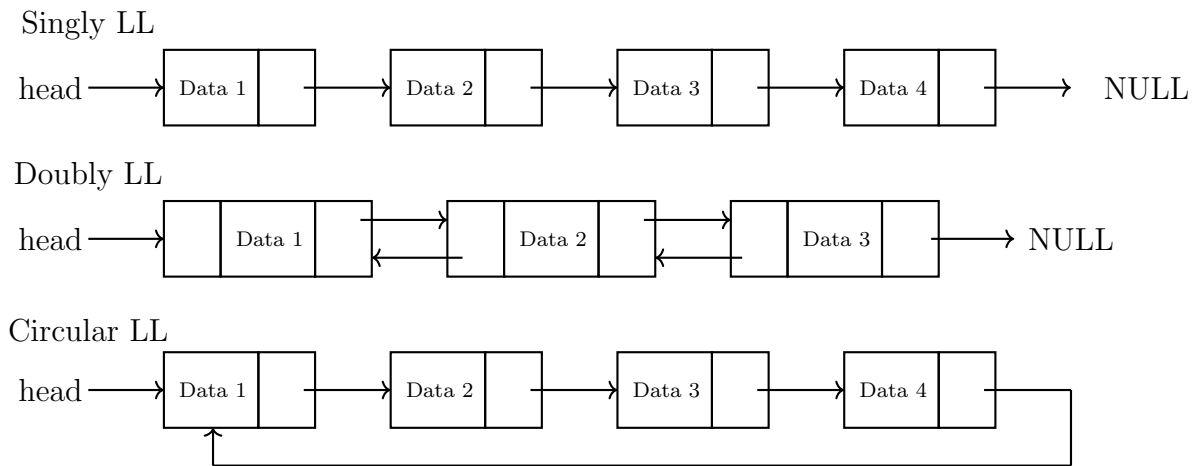 Singly LL
head Data 1 Data 2 Data 3 Data 4 NULL
Doubly LL
head Data 1 Data 2 Data 3 NULL
Circular LL
head Data 1 Data 2 Data 3 Data 4